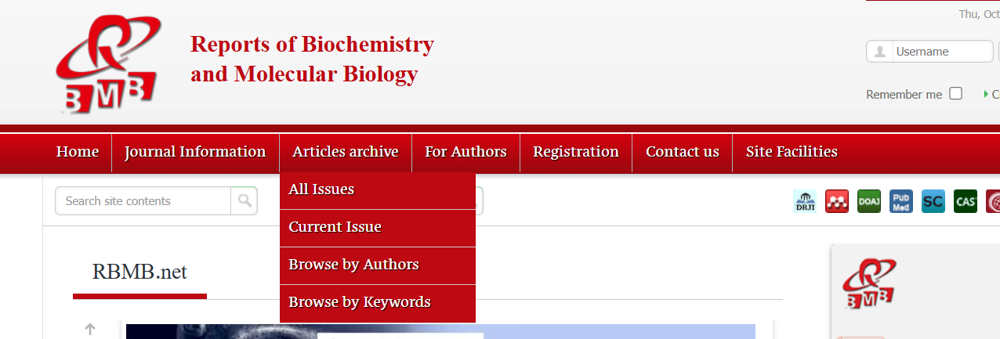 Thu, Oct
RBMB
Reports of Biochemistry
and Molecular Biology
Username
Remember me
Home
Journal Information
Articles archive
For Authors
Registration
Contact us
Site Facilities
All Issues
Current Issue
Browse by Authors
Browse by Keywords
Search site contents
DRJI
DOAJ
Pub
Med
SC
CAS
RBMB.net
RBMB